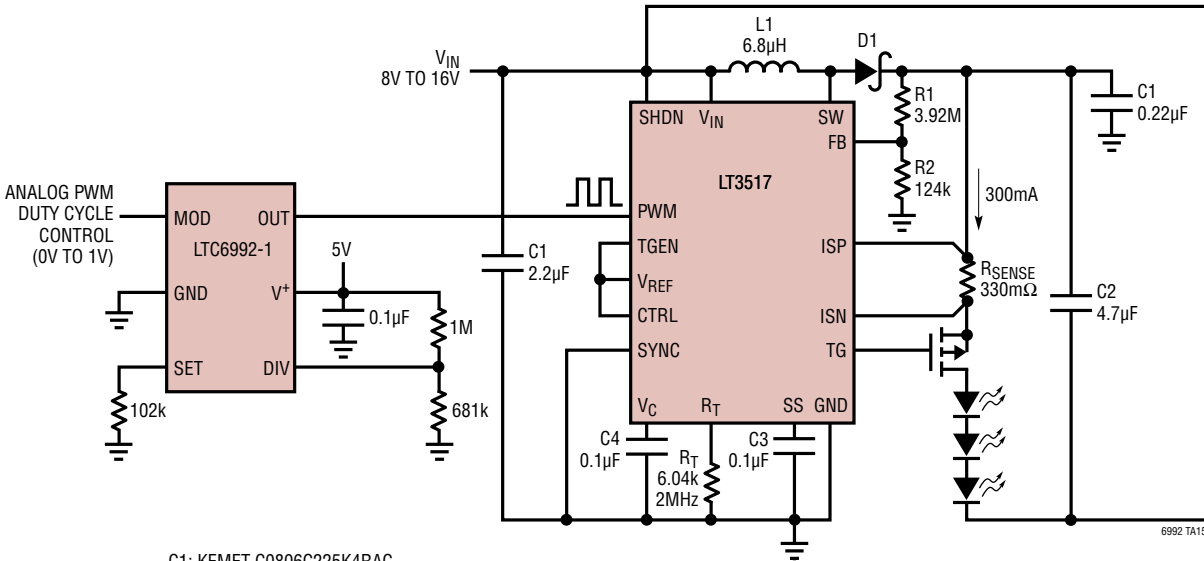 V_IN
8V TO 16V
L1
6.8µH
D1
R1
3.92M
C1
0.22µF
SHDN
V_IN
SW
FB
R2
124k
LT3517
300mA
ANALOG PWM
DUTY CYCLE
CONTROL
(0V TO 1V)
MOD
OUT
LTC6992-1
GND
V+
SET
DIV
5V
0.1µF
1M
102k
681k
C1
2.2µF
PWM
TGEN
V_REF
CTRL
SYNC
ISP
ISN
TG
R_SENSE
330mΩ
C2
4.7µF
V_C
R_T
SS
GND
C4
0.1µF
R_T
6.04k
2MHz
C3
0.1µF
6992 TA15